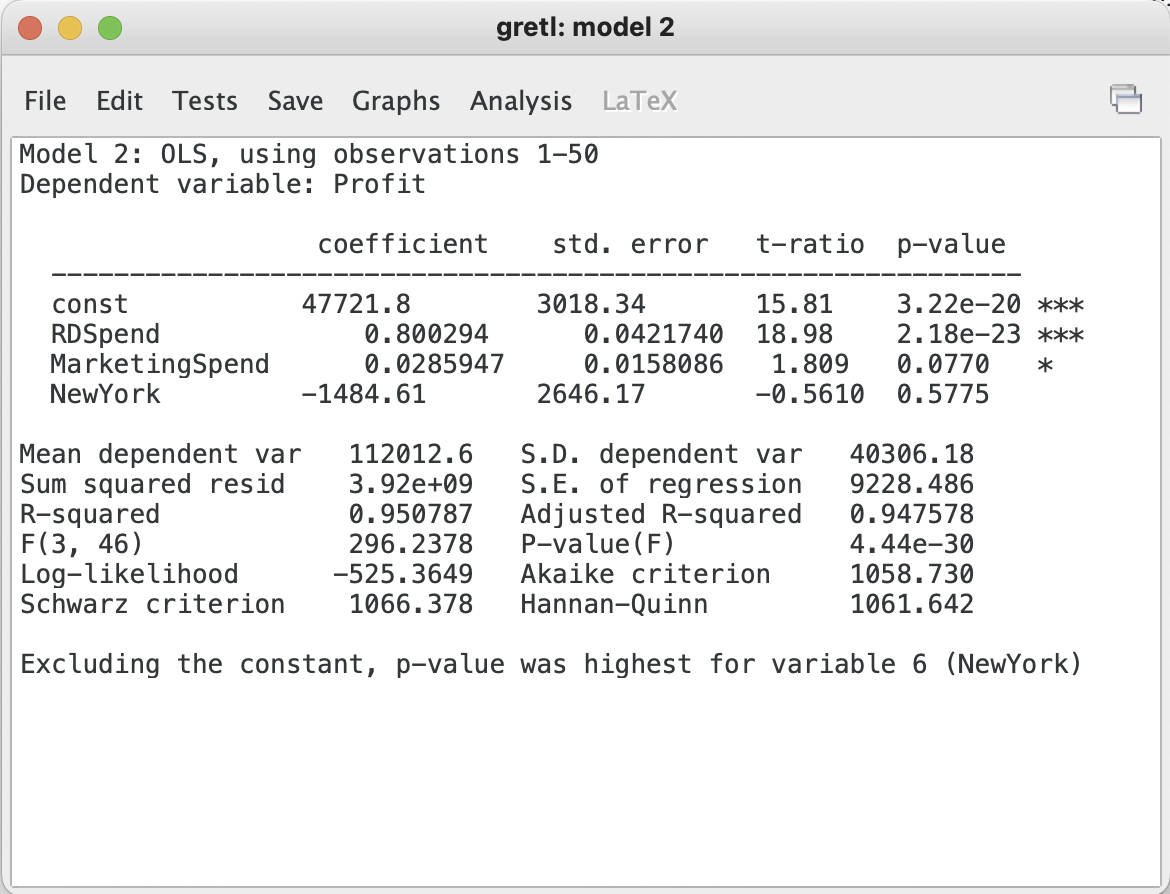 gretl: model 2
File Edit Tests Save Graphs Analysis LaTeX
Model 2: OLS, using observations 1-50
Dependent variable: Profit
coefficient std. error t-ratio p-value
---------------------------------------------------------------
const 47721.8 3018.34 15.81 3.22e-20 ***
RDSpend 0.800294 0.0421740 18.98 2.18e-23 ***
MarketingSpend 0.0285947 0.0158086 1.809 0.0770 *
NewYork -1484.61 2646.17 -0.5610 0.5775
Mean dependent var 112012.6 S.D. dependent var 40306.18
Sum squared resid 3.92e+09 S.E. of regression 9228.486
R-squared 0.950787 Adjusted R-squared 0.947578
F(3, 46) 296.2378 P-value(F) 4.44e-30
Log-likelihood -525.3649 Akaike criterion 1058.730
Schwarz criterion 1066.378 Hannan-Quinn 1061.642
Excluding the constant, p-value was highest for variable 6 (NewYork)